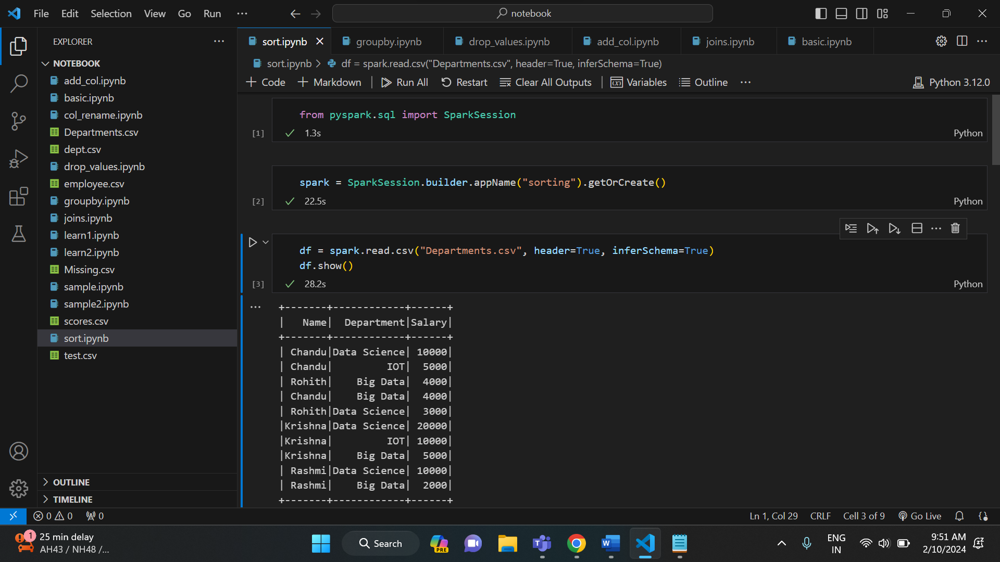 File Edit Selection View Go Run ···
notebook
EXPLORER
NOTEBOOK
add_col.ipynb
basic.ipynb
col_rename.ipynb
Departments.csv
dept.csv
drop_values.ipynb
employee.csv
groupby.ipynb
joins.ipynb
learn1.ipynb
learn2.ipynb
Missing.csv
sample.ipynb
sample2.ipynb
scores.csv
sort.ipynb
test.csv
OUTLINE
TIMELINE
sort.ipynb groupby.ipynb drop_values.ipynb add_col.ipynb joins.ipynb basic.ipynb
sort.ipynb > df = spark.read.csv("Departments.csv", header=True, inferSchema=True)
+ Code + Markdown | Run All Restart Clear All Outputs | Variables Outline ··· Python 3.12.0
from pyspark.sql import SparkSession
[1] 1.3s Python
spark = SparkSession.builder.appName("sorting").getOrCreate()
[2] 22.5s Python
df = spark.read.csv("Departments.csv", header=True, inferSchema=True)
df.show()
[3] 28.2s Python
+-------+------------+------+
|   Name|  Department|Salary|
+-------+------------+------+
| Chandu|Data Science| 10000|
| Chandu|         IOT|  5000|
| Rohith|    Big Data|  4000|
| Chandu|    Big Data|  4000|
| Rohith|Data Science|  3000|
|Krishna|Data Science| 20000|
|Krishna|         IOT| 10000|
|Krishna|    Big Data|  5000|
| Rashmi|Data Science| 10000|
| Rashmi|    Big Data|  2000|
+-------+------------+------+
0 0 0 Ln 1, Col 29 CRLF Cell 3 of 9 Go Live
1 25 min delay
AH43 / NH48 /...
Search
PRE
ENG
IN
9:51 AM
2/10/2024